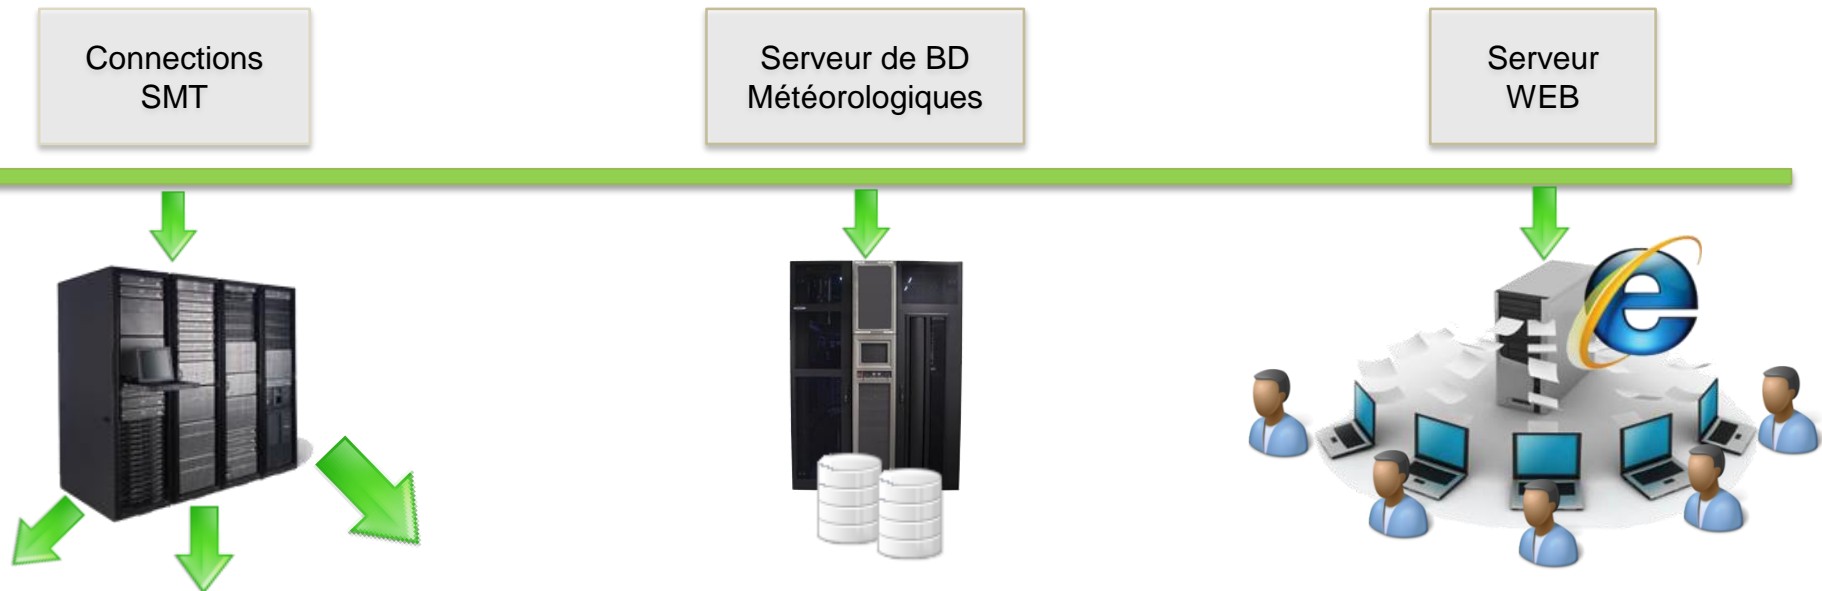 Connections
SMT
Serveur de BD
Météorologiques
Serveur
WEB